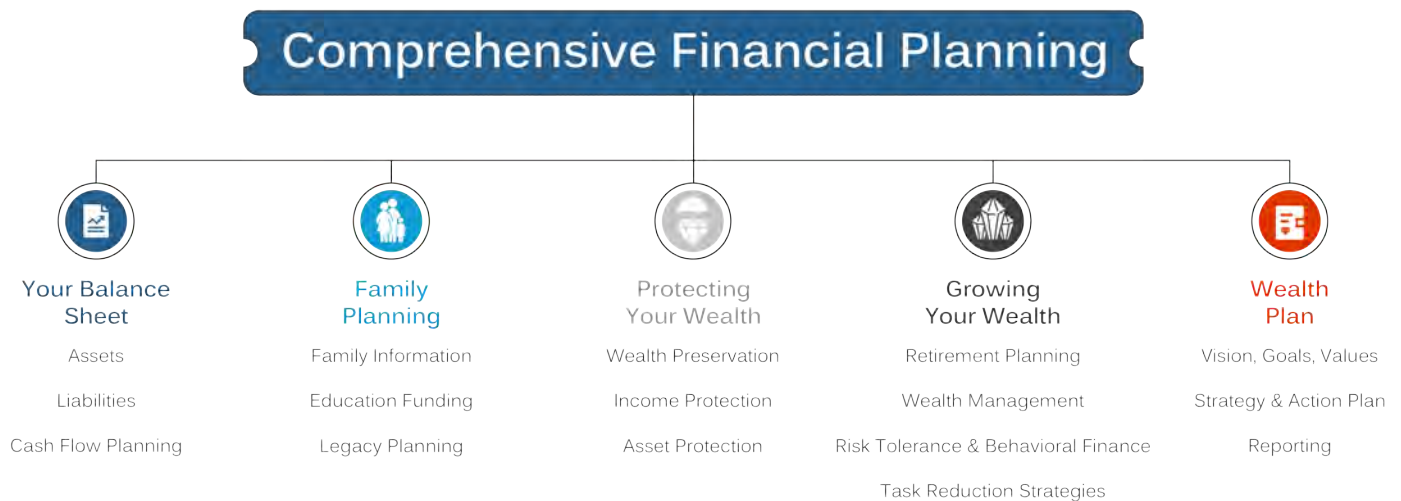 Comprehensive Financial Planning
Your Balance
Sheet
Assets
Liabilities
Cash Flow Planning
Family
Planning
Family Information
Education Funding
Legacy Planning
Protecting
Your Wealth
Wealth Preservation
Income Protection
Asset Protection
Growing
Your Wealth
Retirement Planning
Wealth Management
Risk Tolerance & Behavioral Finance
Task Reduction Strategies
Wealth
Plan
Vision, Goals, Values
Strategy & Action Plan
Reporting